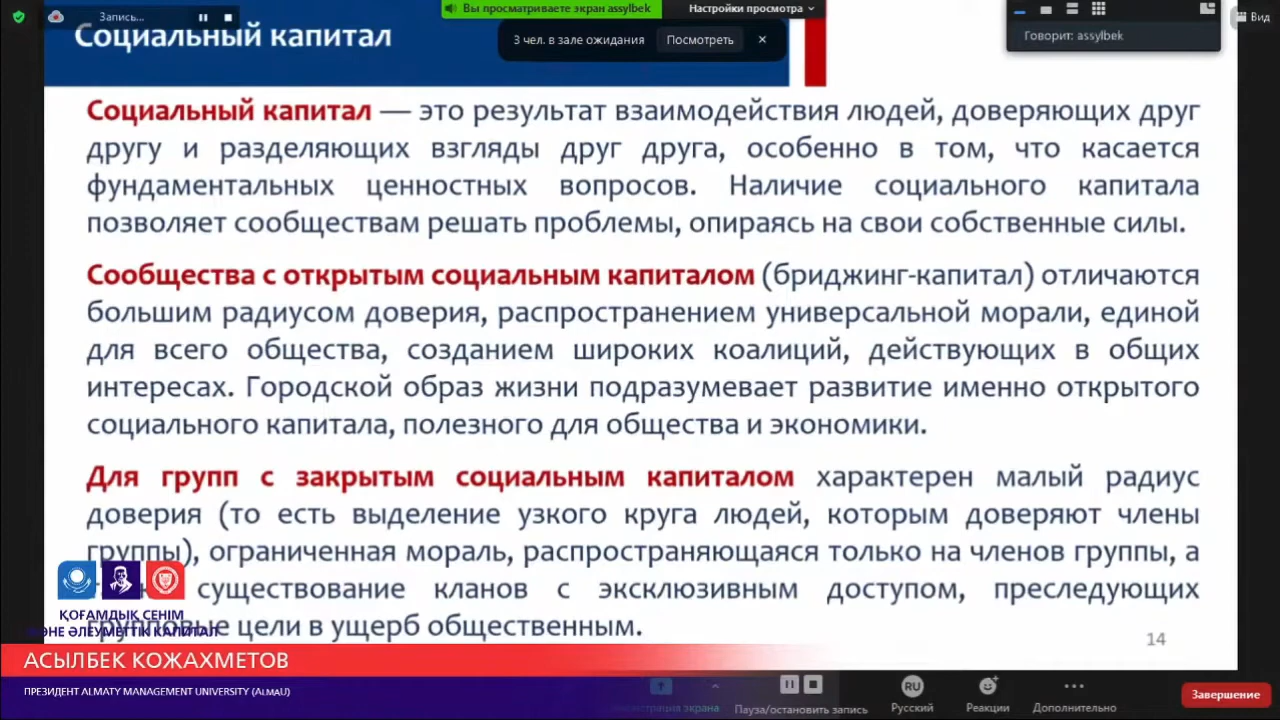 Запись...
Вы просматриваете экран assylbek
Настройки просмотра
Вид
Социальный капитал
3 чел. в зале ожидания
Посмотреть
Говорит: assylbek
Социальный капитал — это результат взаимодействия людей, доверяющих друг
другу и разделяющих взгляды друг друга, особенно в том, что касается
фундаментальных ценностных вопросов. Наличие социального капитала
позволяет сообществам решать проблемы, опираясь на свои собственные силы.
Сообщества с открытым социальным капиталом (бриджинг-капитал) отличаются
большим радиусом доверия, распространением универсальной морали, единой
для всего общества, созданием широких коалиций, действующих в общих
интересах. Городской образ жизни подразумевает развитие именно открытого
социального капитала, полезного для общества и экономики.
Для групп с закрытым социальным капиталом характерен малый радиус
доверия (то есть выделение узкого круга людей, которым доверяют члены
группы), ограниченная мораль, распространяющаяся только на членов группы, а
существование кланов с эксклюзивным доступом, преследующих
групповые цели в ущерб общественным.
14
ҚОҒАМДЫҚ СЕНІМ
ЖӘНЕ ӘЛЕУМЕТТІК КАПИТАЛ
АСЫЛБЕК КОЖАХМЕТОВ
ПРЕЗИДЕНТ ALMATY MANAGEMENT UNIVERSITY (ALMAU)
экрана
Пауза/остановить запись
RU
Русский
Реакции
Дополнительно
Завершение